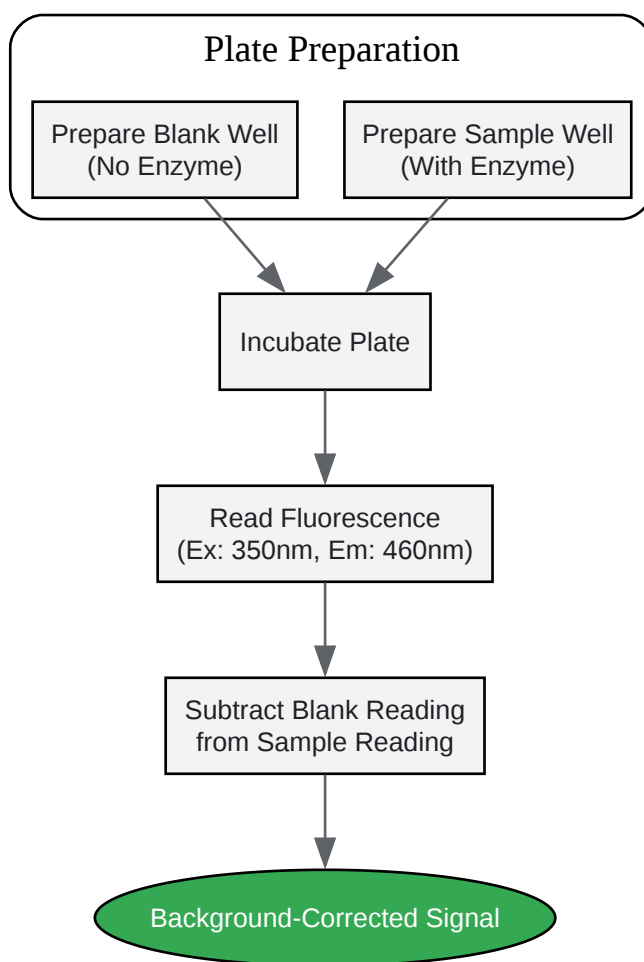 Plate Preparation
Prepare Blank Well
(No Enzyme)
Prepare Sample Well
(With Enzyme)
Incubate Plate
Read Fluorescence
(Ex: 350nm, Em: 460nm)
Subtract Blank Reading
from Sample Reading
Background-Corrected Signal